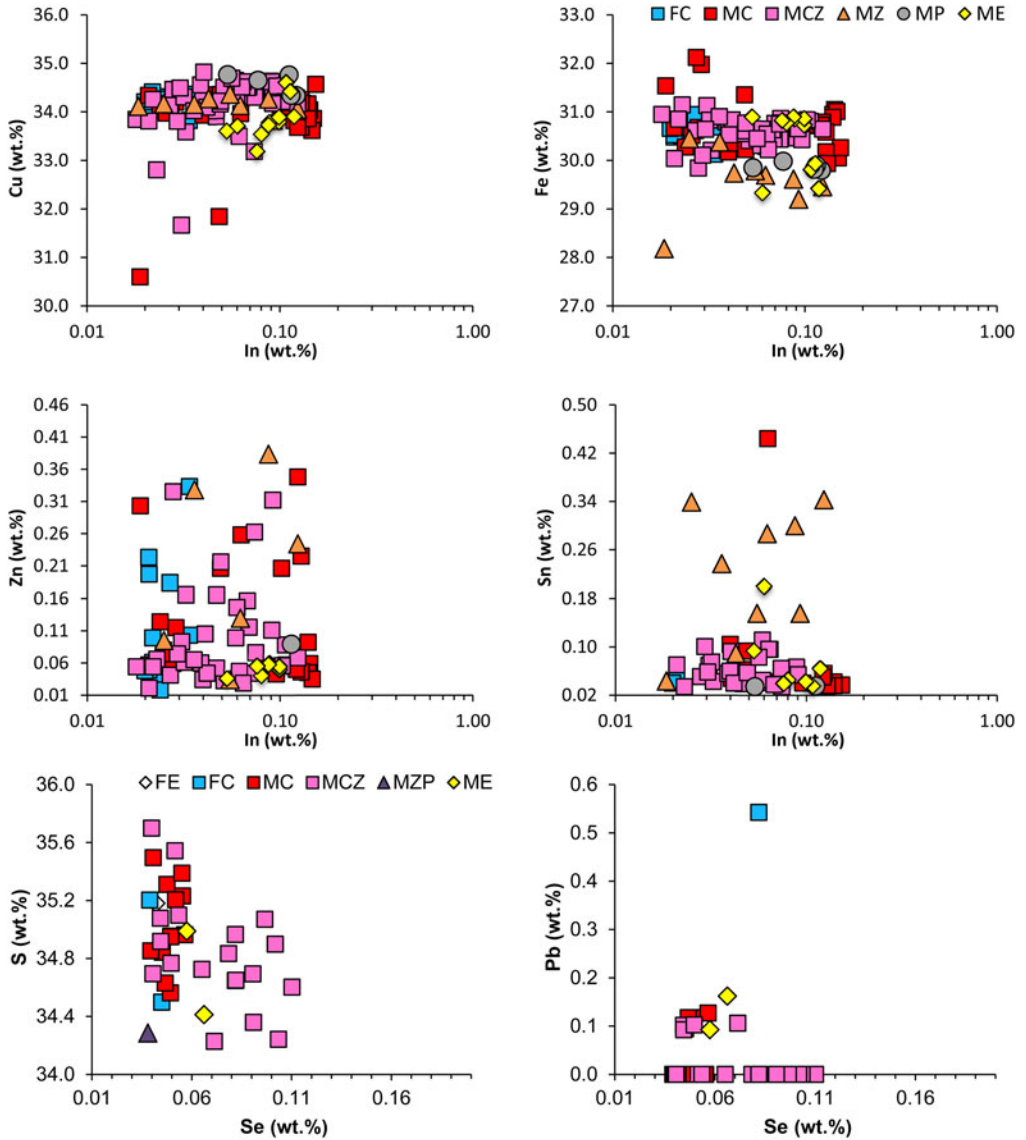 FC MC MCZ MZ MP ME
35.0
34.0
33.0
32.0
31.0
30.0
Cu (wt.%)
0.01 0.10 1.00
In (wt.%)
33.0
32.0
31.0
30.0
29.0
28.0
27.0
Fe (wt.%)
0.01 0.10 1.00
In (wt.%)
0.46
0.41
0.36
0.31
0.26
0.21
0.16
0.11
0.06
0.01
Zn (wt.%)
0.01 0.10 1.00
In (wt.%)
0.50
0.42
0.34
0.26
0.18
0.10
0.02
Sn (wt.%)
0.01 0.10 1.00
In (wt.%)
FE FC MC MCZ MZP ME
36.0
35.6
35.2
34.8
34.4
34.0
S (wt.%)
0.01 0.06 0.11 0.16
Se (wt.%)
0.6
0.5
0.4
0.3
0.2
0.1
0.0
Pb (wt.%)
0.01 0.06 0.11 0.16
Se (wt.%)